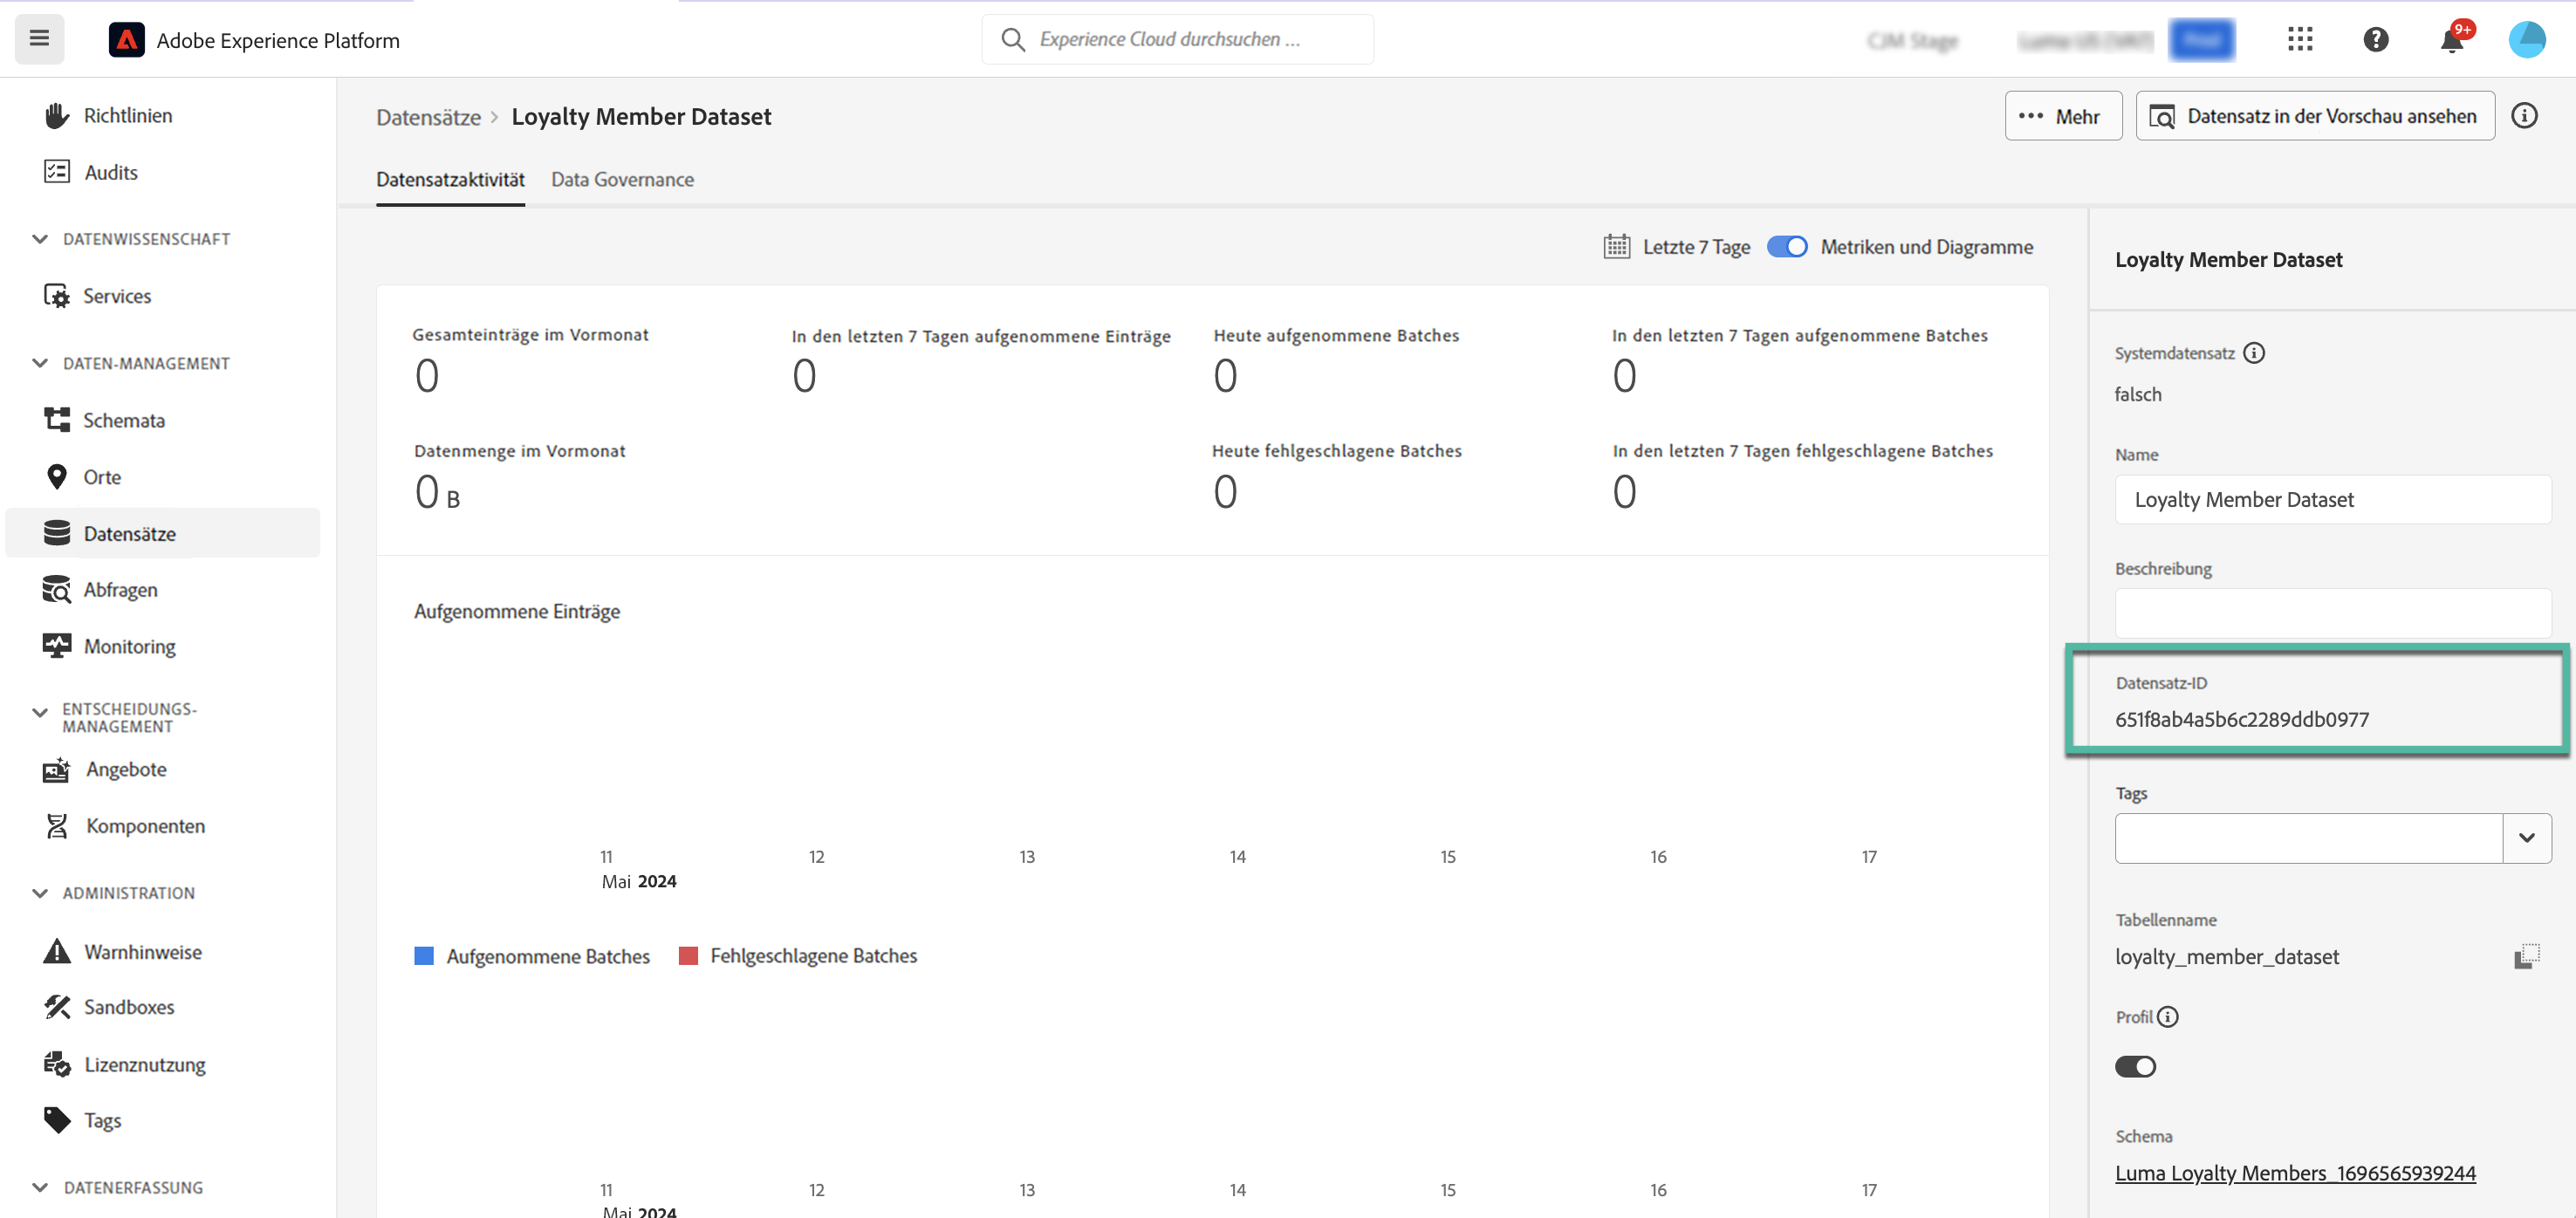 Adobe Experience Platform
Experience Cloud durchsuchen ...
9+
Richtlinien
Audits
DATENWISSENSCHAFT
Services
DATEN-MANAGEMENT
Schemata
Orte
Datensätze
Abfragen
Monitoring
ENTSCHEIDUNGS-
MANAGEMENT
Angebote
Komponenten
ADMINISTRATION
Warnhinweise
Sandboxes
Lizenznutzung
Tags
DATENERFASSUNG
Datensätze > Loyalty Member Dataset
Mehr
Datensatz in der Vorschau ansehen
Datensatzaktivität Data Governance
Letzte 7 Tage Metriken und Diagramme
Gesamteinträge im Vormonat
0
In den letzten 7 Tagen aufgenommene Einträge
0
Heute aufgenommene Batches
0
In den letzten 7 Tagen aufgenommene Batches
0
Datenmenge im Vormonat
0 B
Heute fehlgeschlagene Batches
0
In den letzten 7 Tagen fehlgeschlagene Batches
0
Aufgenommene Einträge
11 12 13 14 15 16 17
Mai 2024
Aufgenommene Batches Fehlgeschlagene Batches
11 12 13 14 15 16 17
Mai 2024
Loyalty Member Dataset
Systemdatensatz
falsch
Name
Loyalty Member Dataset
Beschreibung
Datensatz-ID
651f8ab4a5b6c2289ddb0977
Tags
Tabellenname
loyalty_member_dataset
Profil
Schema
Luma Loyalty Members_1696565939244